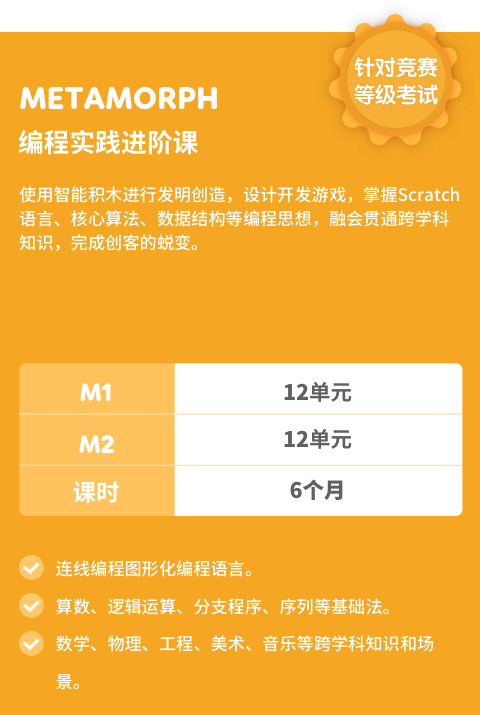 针对竞赛
等级考试
METAMORPH
编程实践进阶课
使用智能积木进行发明创造，设计开发游戏，掌握Scratch
语言、核心算法、数据结构等编程思想，融会贯通跨学科
知识，完成创客的蜕变。
M1 12单元
M2 12单元
课时 6个月
连线编程图形化编程语言。
算数、逻辑运算、分支程序、序列等基础法。
数学、物理、工程、美术、音乐等跨学科知识和场
景。